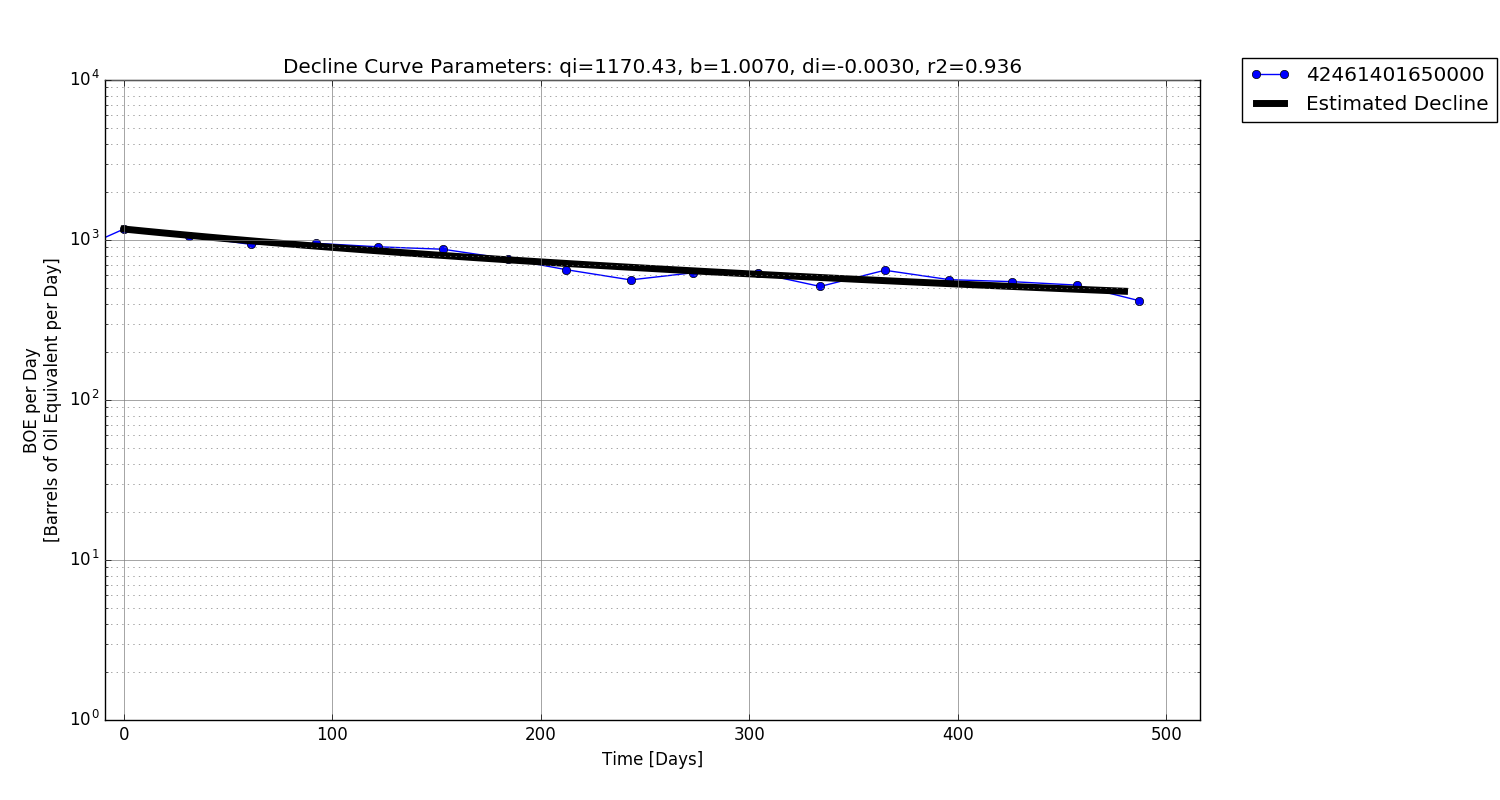 Decline Curve Parameters: qi=1170.43, b=1.0070, di=-0.0030, r2=0.936
42461401650000
Estimated Decline
BOE per Day
[Barrels of Oil Equivalent per Day]
10^4
10^3
10^2
10^1
10^0
0 100 200 300 400 500
Time [Days]